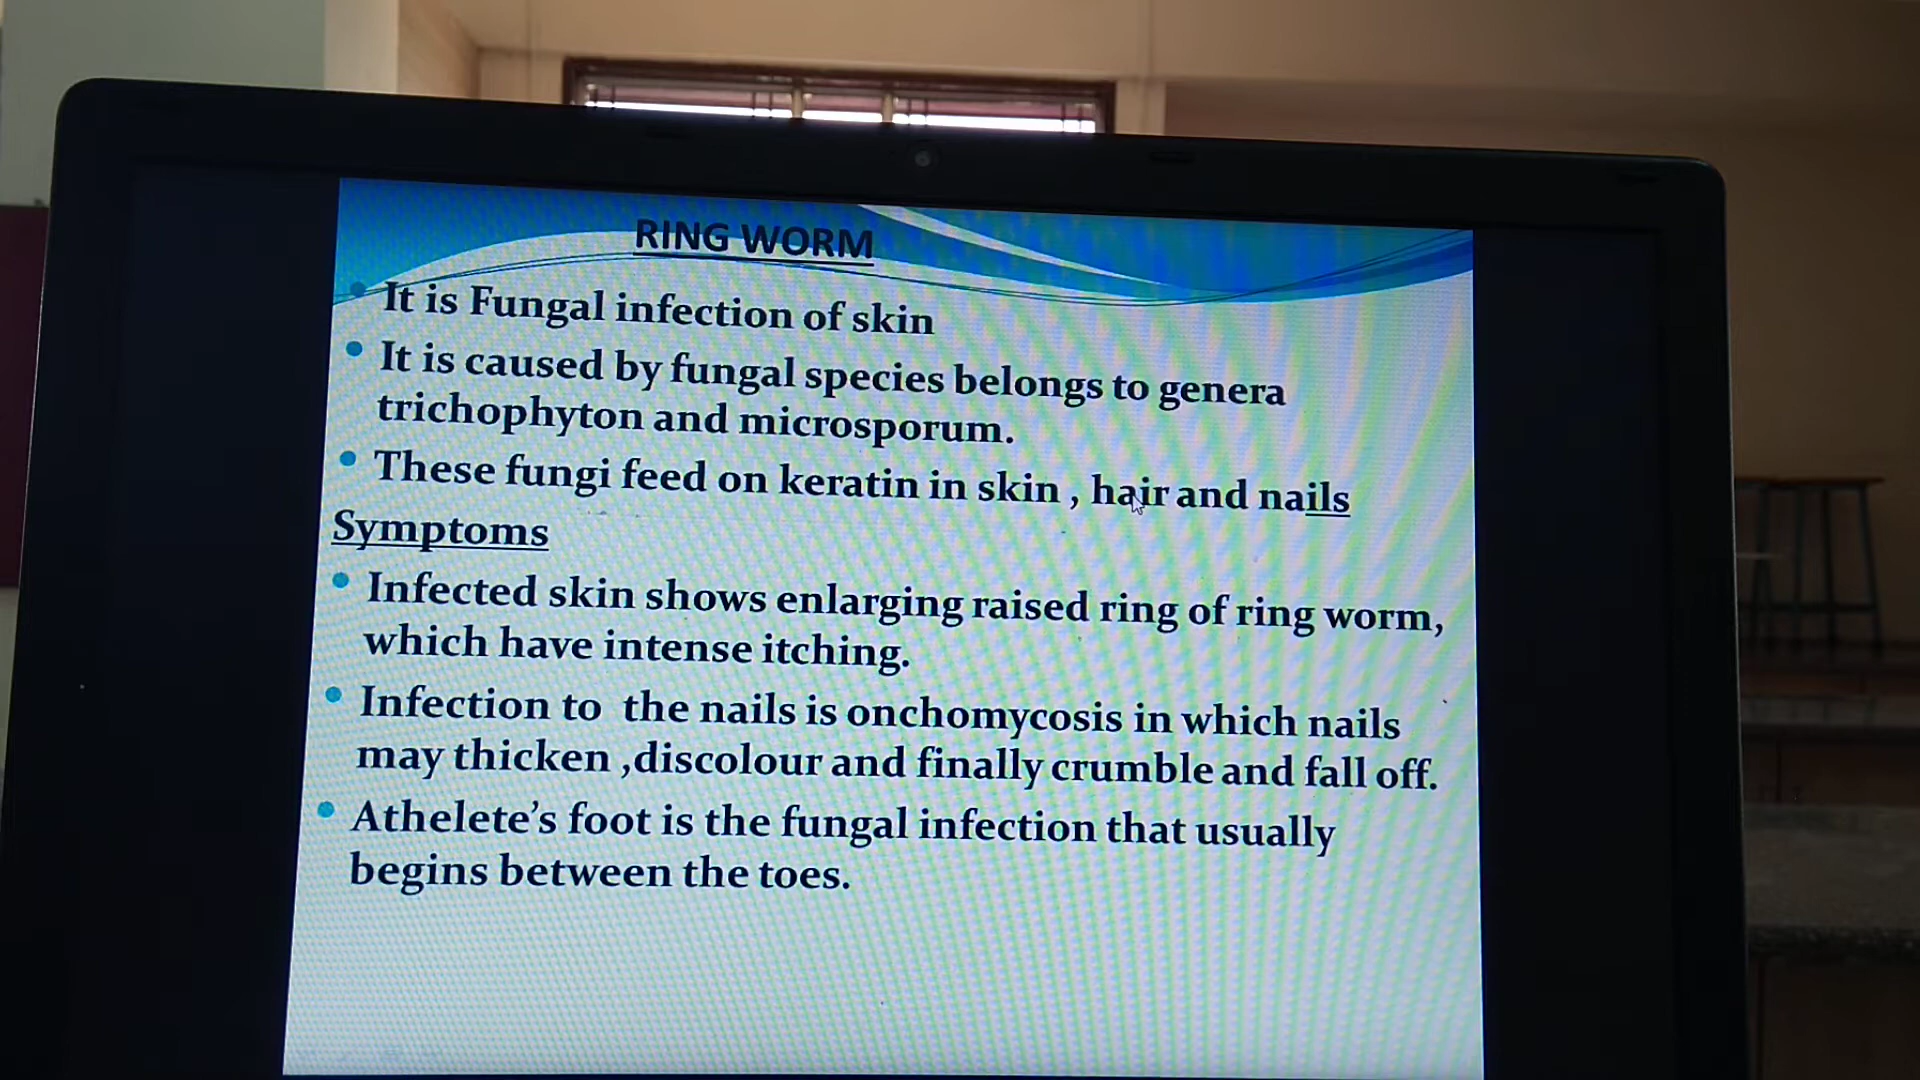 RING WORM
It is Fungal infection of skin
It is caused by fungal species belongs to genera
trichophyton and microsporum.
These fungi feed on keratin in skin , hair and nails
Symptoms
Infected skin shows enlarging raised ring of ring worm,
which have intense itching.
Infection to the nails is onchomycosis in which nails
may thicken ,discolour and finally crumble and fall off.
Athelete's foot is the fungal infection that usually
begins between the toes.